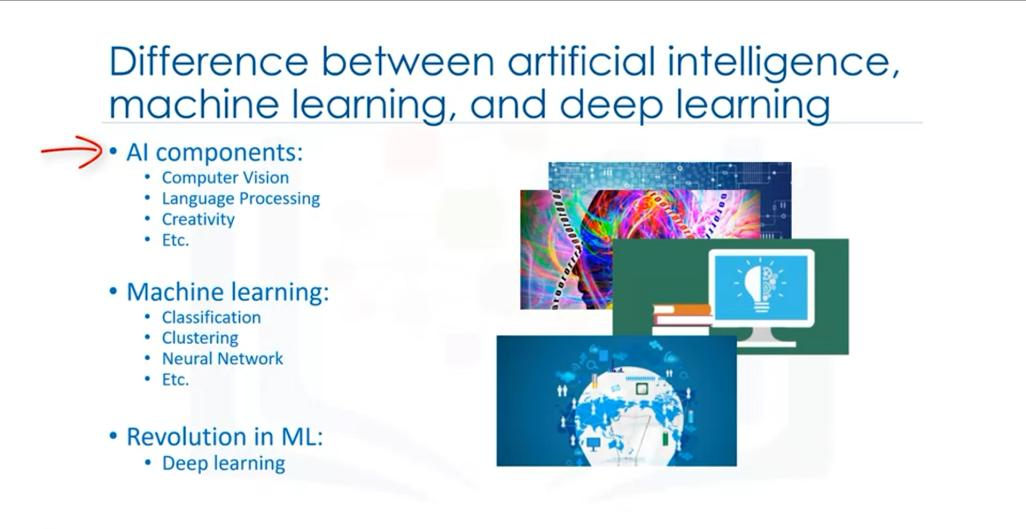 Difference between artificial intelligence,
machine learning, and deep learning
• AI components:
• Computer Vision
• Language Processing
• Creativity
• Etc.
• Machine learning:
• Classification
• Clustering
• Neural Network
• Etc.
• Revolution in ML:
• Deep learning